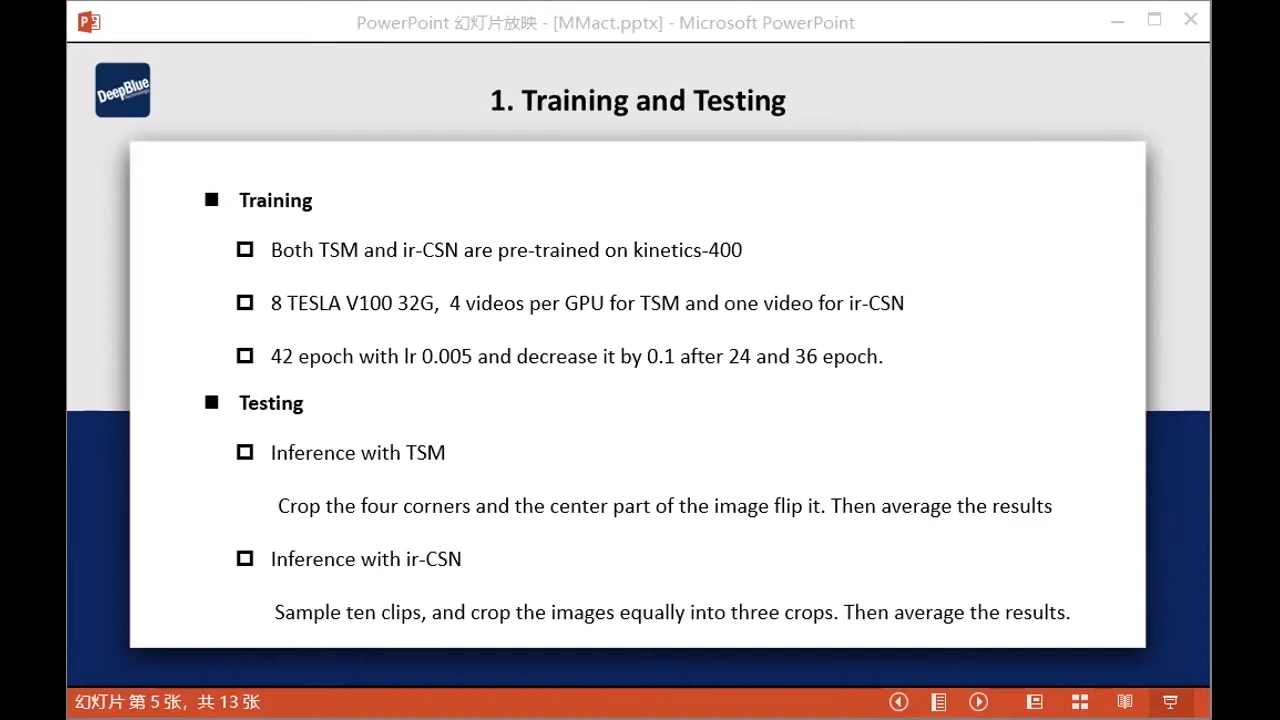 PowerPoint 幻灯片放映 - [MMact.pptx] - Microsoft PowerPoint
DeepBlue
technology
1. Training and Testing
Training
Both TSM and ir-CSN are pre-trained on kinetics-400
8 TESLA V100 32G, 4 videos per GPU for TSM and one video for ir-CSN
42 epoch with lr 0.005 and decrease it by 0.1 after 24 and 36 epoch.
Testing
Inference with TSM
Crop the four corners and the center part of the image flip it. Then average the results
Inference with ir-CSN
Sample ten clips, and crop the images equally into three crops. Then average the results.
幻灯片 第 5 张，共 13 张